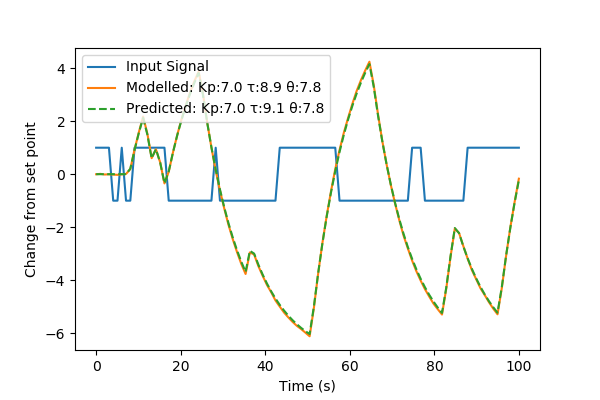 Input Signal
Modelled: Kp:7.0 τ:8.9 θ:7.8
Predicted: Kp:7.0 τ:9.1 θ:7.8
Change from set point
4
2
0
−2
−4
−6
0 20 40 60 80 100
Time (s)